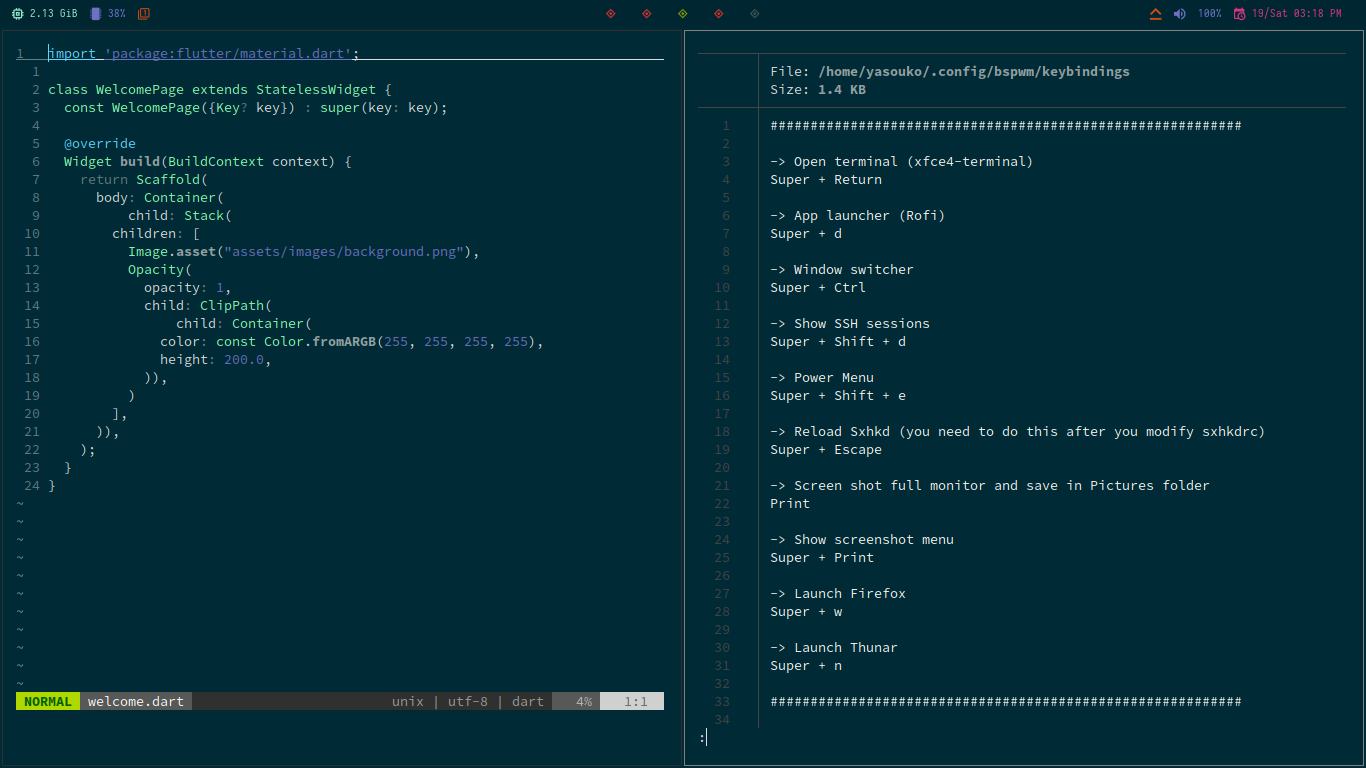 2.13 GiB 38% 1 100% 19/Sat 03:18 PM
1 import 'package:flutter/material.dart';
1
2 class WelcomePage extends StatelessWidget {
3   const WelcomePage({Key? key}) : super(key: key);
4
5   @override
6   Widget build(BuildContext context) {
7     return Scaffold(
8       body: Container(
9           child: Stack(
10         children: [
11           Image.asset("assets/images/background.png"),
12           Opacity(
13             opacity: 1,
14             child: ClipPath(
15                 child: Container(
16               color: const Color.fromARGB(255, 255, 255, 255),
17               height: 200.0,
18             )),
19           )
20         ],
21       )),
22     );
23   }
24 }
~
~
~
~
~
~
~
~
~
~
~
NORMAL welcome.dart unix | utf-8 | dart 4% 1:1
File: /home/yasouko/.config/bspwm/keybindings
Size: 1.4 KB
1 ###########################################################
2
3 -> Open terminal (xfce4-terminal)
4 Super + Return
5
6 -> App launcher (Rofi)
7 Super + d
8
9 -> Window switcher
10 Super + Ctrl
11
12 -> Show SSH sessions
13 Super + Shift + d
14
15 -> Power Menu
16 Super + Shift + e
17
18 -> Reload Sxhkd (you need to do this after you modify sxhkdrc)
19 Super + Escape
20
21 -> Screen shot full monitor and save in Pictures folder
22 Print
23
24 -> Show screenshot menu
25 Super + Print
26
27 -> Launch Firefox
28 Super + w
29
30 -> Launch Thunar
31 Super + n
32
33 ###########################################################
34
: